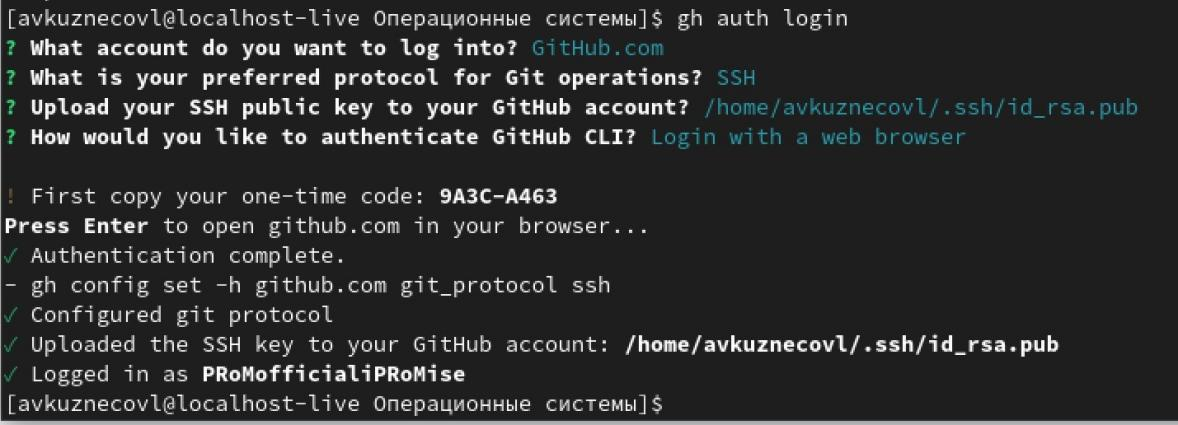 [avkuznecovl@localhost-live Операционные системы]$ gh auth login
? What account do you want to log into? GitHub.com
? What is your preferred protocol for Git operations? SSH
? Upload your SSH public key to your GitHub account? /home/avkuznecovl/.ssh/id_rsa.pub
? How would you like to authenticate GitHub CLI? Login with a web browser
! First copy your one-time code: 9A3C-A463
Press Enter to open github.com in your browser...
✓ Authentication complete.
- gh config set -h github.com git_protocol ssh
✓ Configured git protocol
✓ Uploaded the SSH key to your GitHub account: /home/avkuznecovl/.ssh/id_rsa.pub
✓ Logged in as PRoMofficialiPRoMise
[avkuznecovl@localhost-live Операционные системы]$